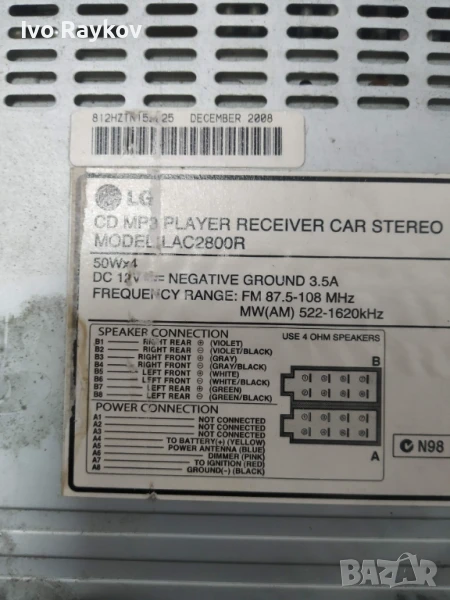 Ivo Raykov
DECEMBER 2008
LG
CD MP3 PLAYER RECEIVER CAR STEREO
MODEL:LAC2800R
50Wx4
DC 12V NEGATIVE GROUND 3.5A
FREQUENCY RANGE: FM 87.5-108 MHz
MW(AM) 522-1620kHz
SPEAKER CONNECTION
USE 4 OHM SPEAKERS
B1 RIGHT REAR ⊕ (VIOLET)
B2 RIGHT REAR ⊖ (VIOLET/BLACK)
B3 RIGHT FRONT ⊕ (GRAY)
B4 RIGHT FRONT ⊖ (GRAY/BLACK)
B5 LEFT FRONT ⊕ (WHITE)
B6 LEFT FRONT ⊖ (WHITE/BLACK)
B7 LEFT REAR ⊕ (GREEN)
B8 LEFT REAR ⊖ (GREEN/BLACK)
B
POWER CONNECTION
A1 NOT CONNECTED
A2 NOT CONNECTED
A3 NOT CONNECTED
A4 TO BATTERY(+) (YELLOW)
A5 POWER ANTENNA (BLUE)
A6 DIMMER (PINK)
A7 TO IGNITION (RED)
A8 GROUND(-) (BLACK)
A
N98
BAZAR